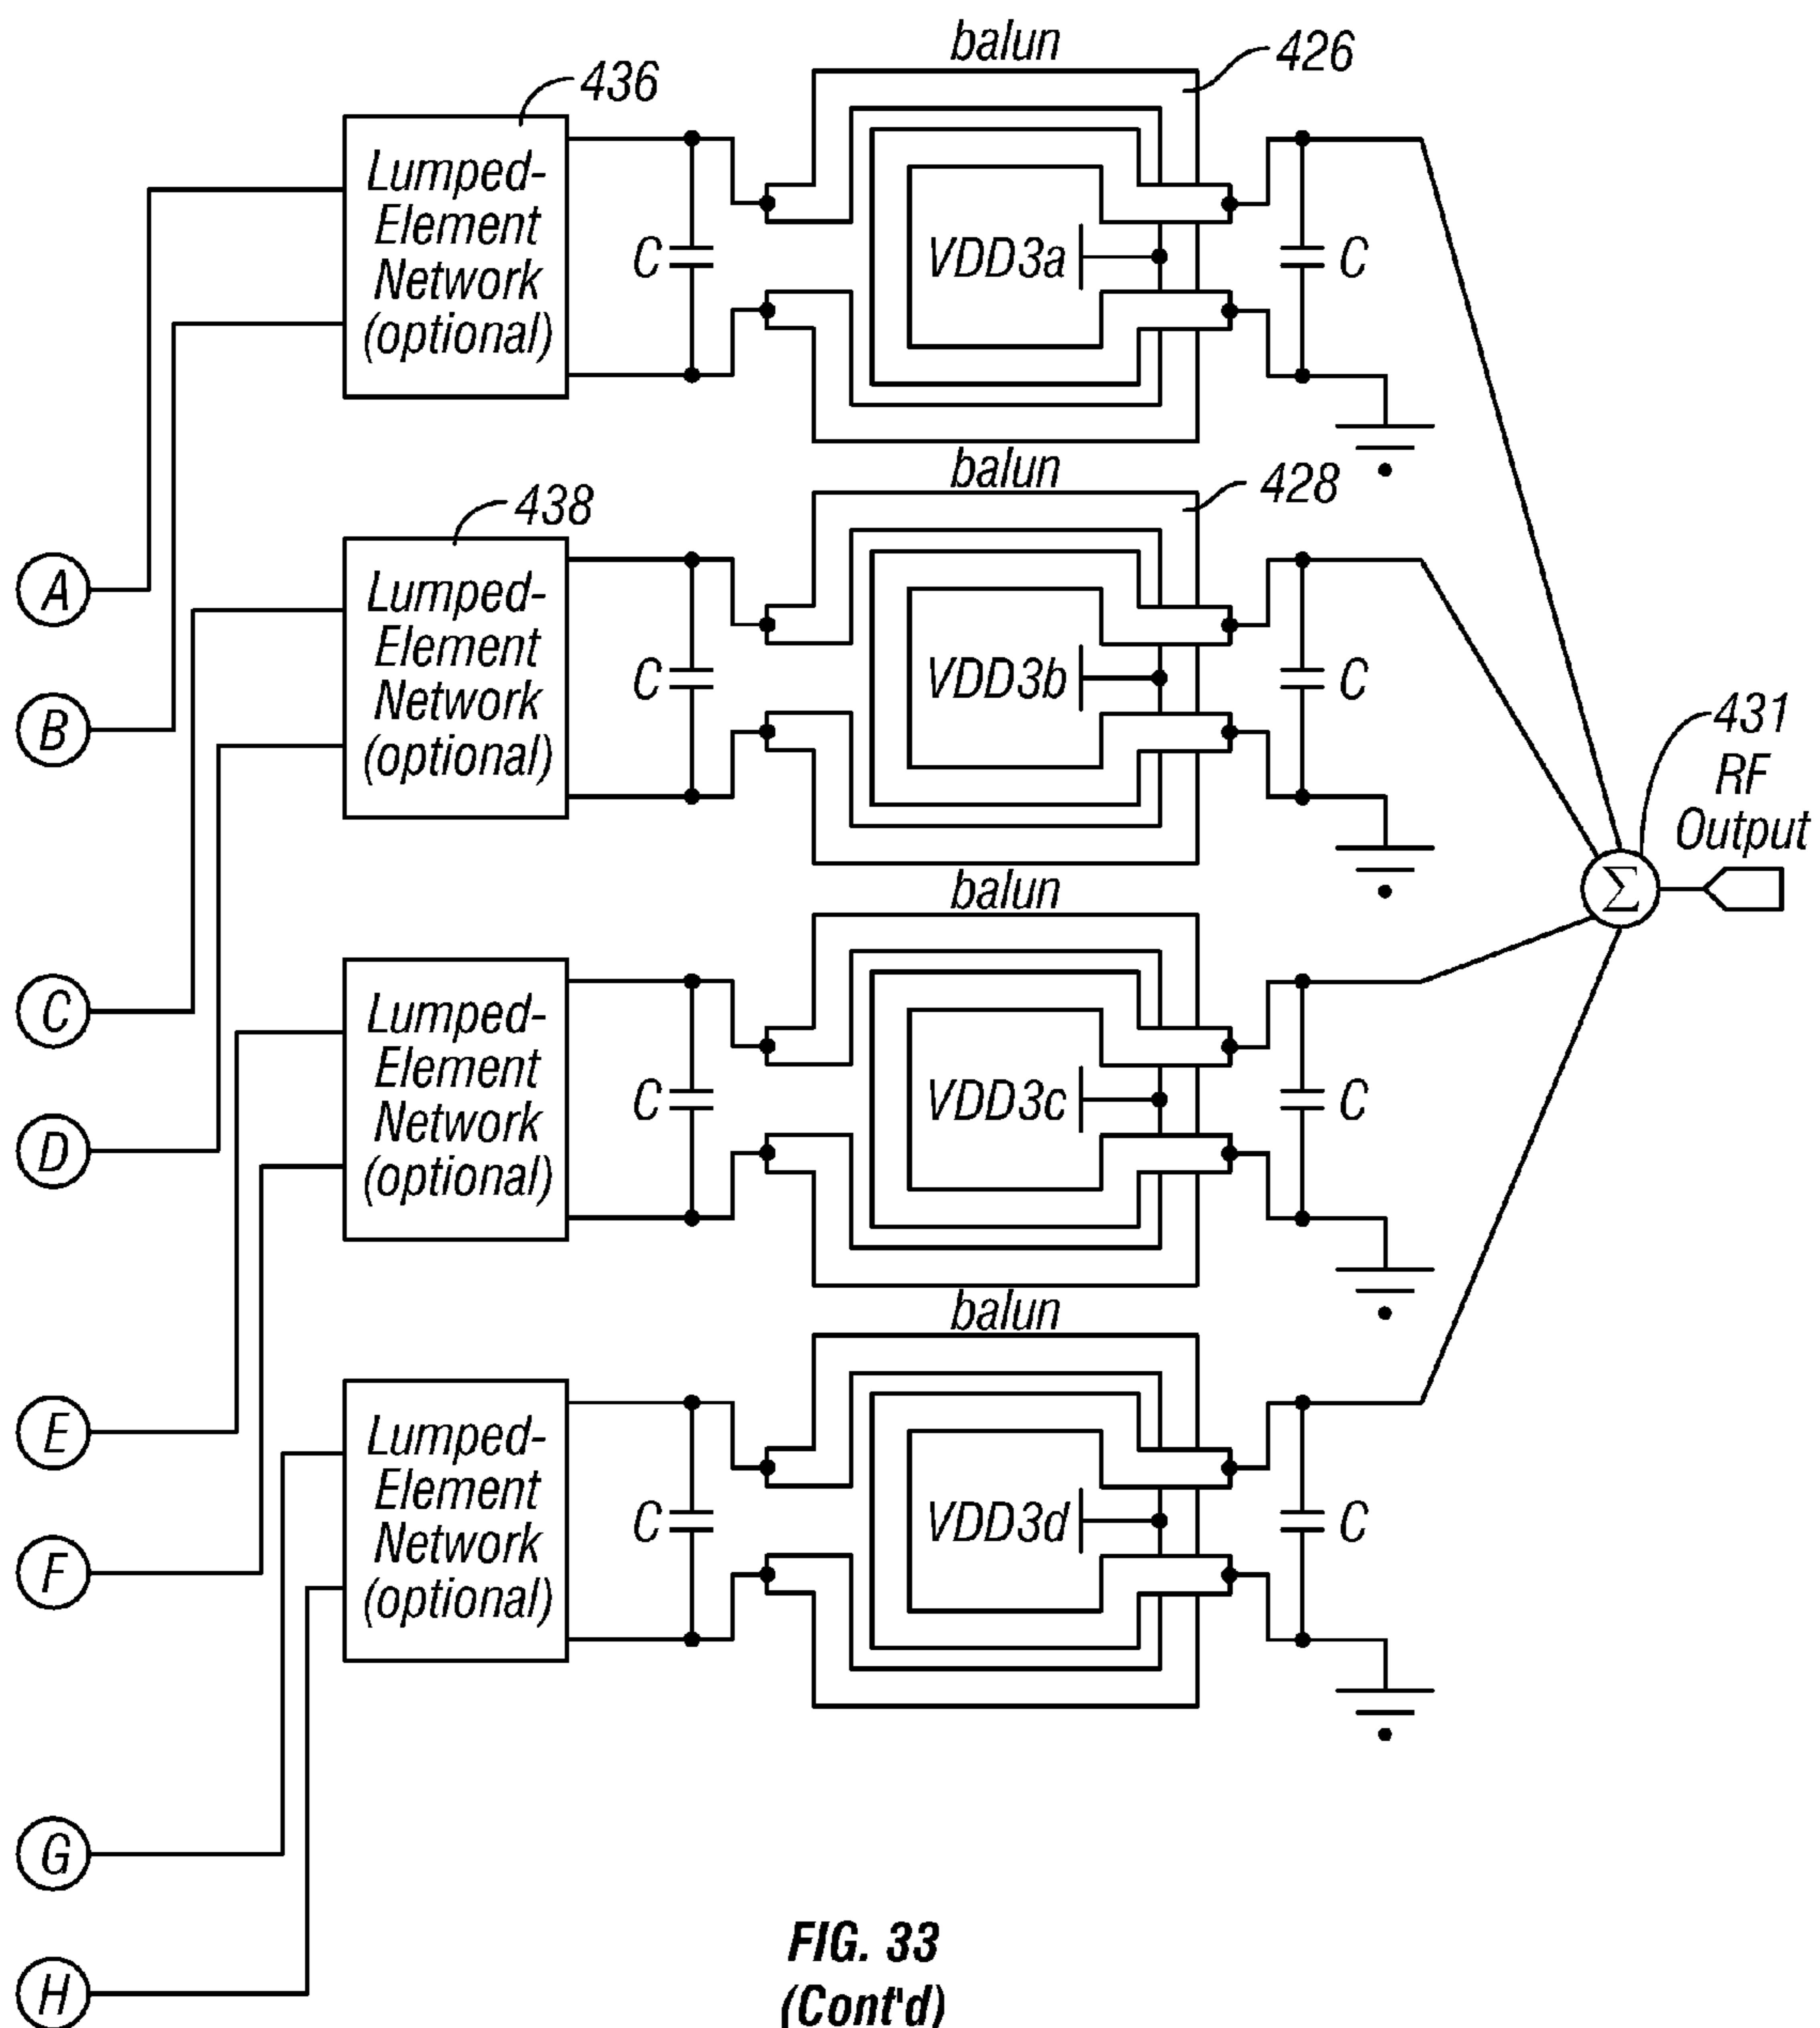 balun
426
436
Lumped-
Element
Network
(optional)
C
VDD3a
C
balun
428
438
A
Lumped-
Element
Network
(optional)
C
VDD3b
C
B
431
RF
Output
Σ
balun
C
Lumped-
Element
Network
(optional)
C
VDD3c
C
D
balun
E
Lumped-
Element
Network
(optional)
C
VDD3d
C
F
G
H
FIG. 33
(Cont'd)